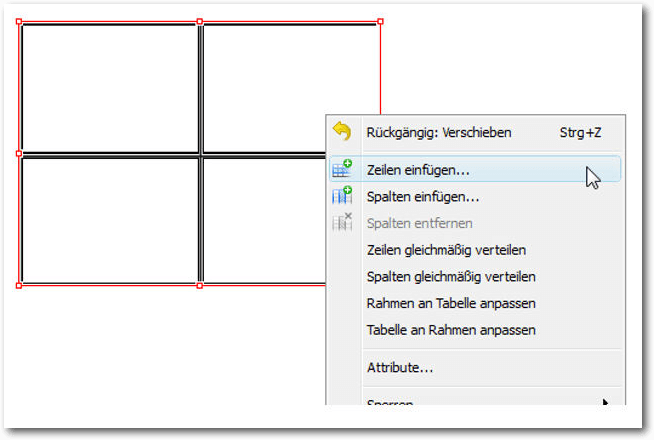 Rückgängig: Verschieben Strg+Z
Zeilen einfügen...
Spalten einfügen...
Spalten entfernen
Zeilen gleichmäßig verteilen
Spalten gleichmäßig verteilen
Rahmen an Tabelle anpassen
Tabelle an Rahmen anpassen
Attribute...
Sperren